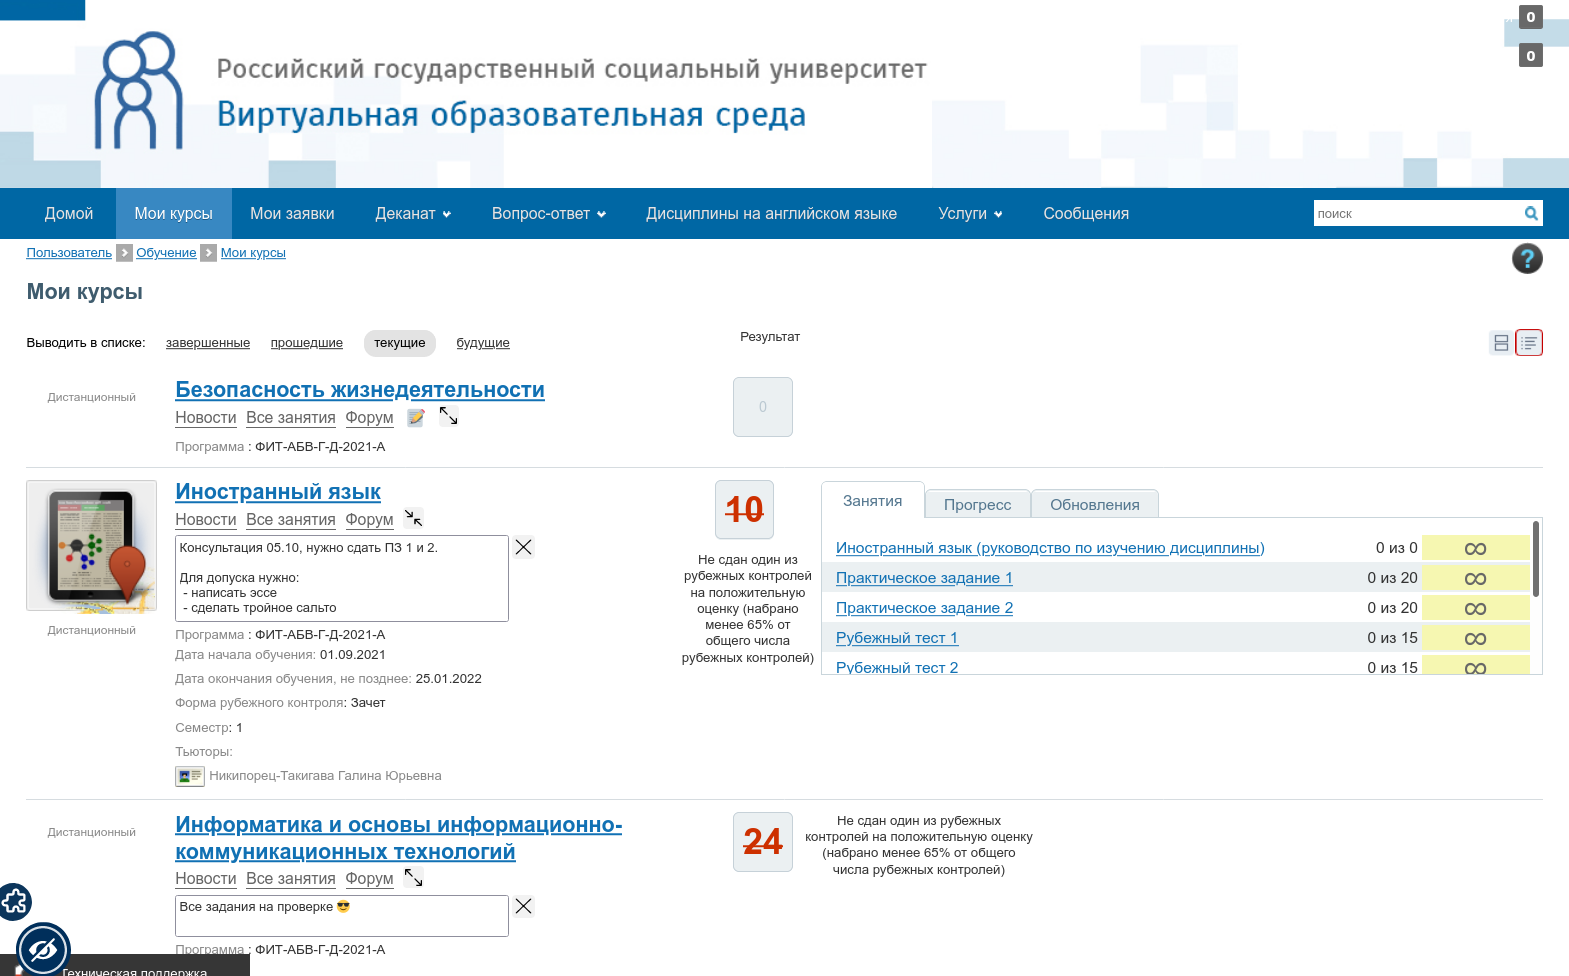 0
0
Российский государственный социальный университет
Виртуальная образовательная среда
Домой Мои курсы Мои заявки Деканат Вопрос-ответ Дисциплины на английском языке Услуги Сообщения поиск
Пользователь Обучение Мои курсы
?
Мои курсы
Выводить в списке: завершенные прошедшие текущие будущие Результат
Дистанционный
Безопасность жизнедеятельности
Новости Все занятия Форум
Программа : ФИТ-АБВ-Г-Д-2021-А
0
Дистанционный
Иностранный язык
Новости Все занятия Форум
Консультация 05.10, нужно сдать ПЗ 1 и 2.
Для допуска нужно:
- написать эссе
- сделать тройное сальто
Программа : ФИТ-АБВ-Г-Д-2021-А
Дата начала обучения: 01.09.2021
Дата окончания обучения, не позднее: 25.01.2022
Форма рубежного контроля: Зачет
Семестр: 1
Тьюторы:
Никипорец-Такигава Галина Юрьевна
10
Не сдан один из
рубежных контролей
на положительную
оценку (набрано
менее 65% от
общего числа
рубежных контролей)
Занятия Прогресс Обновления
Иностранный язык (руководство по изучению дисциплины) 0 из 0 ∞
Практическое задание 1 0 из 20 ∞
Практическое задание 2 0 из 20 ∞
Рубежный тест 1 0 из 15 ∞
Рубежный тест 2 0 из 15 ∞
Дистанционный
Информатика и основы информационно-
коммуникационных технологий
Новости Все занятия Форум
Все задания на проверке 😎
Программа : ФИТ-АБВ-Г-Д-2021-А
24
Не сдан один из рубежных
контролей на положительную оценку
(набрано менее 65% от общего
числа рубежных контролей)
Техническая поддержка